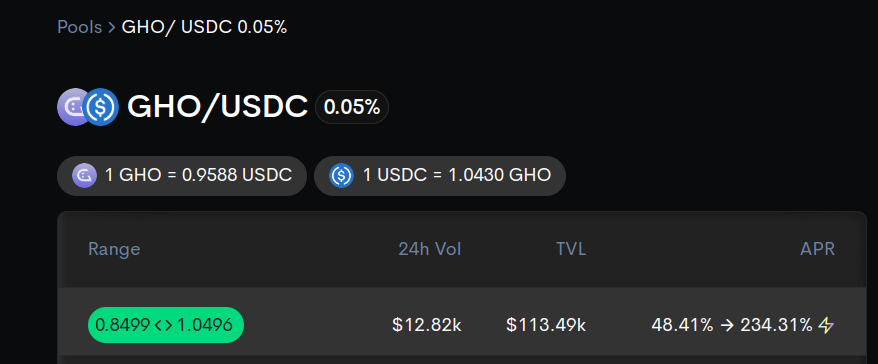 Pools > GHO/ USDC 0.05%
GHO/USDC 0.05%
1 GHO = 0.9588 USDC 1 USDC = 1.0430 GHO
Range 24h Vol TVL APR
0.8499 <> 1.0496 $12.82k $113.49k 48.41% → 234.31%